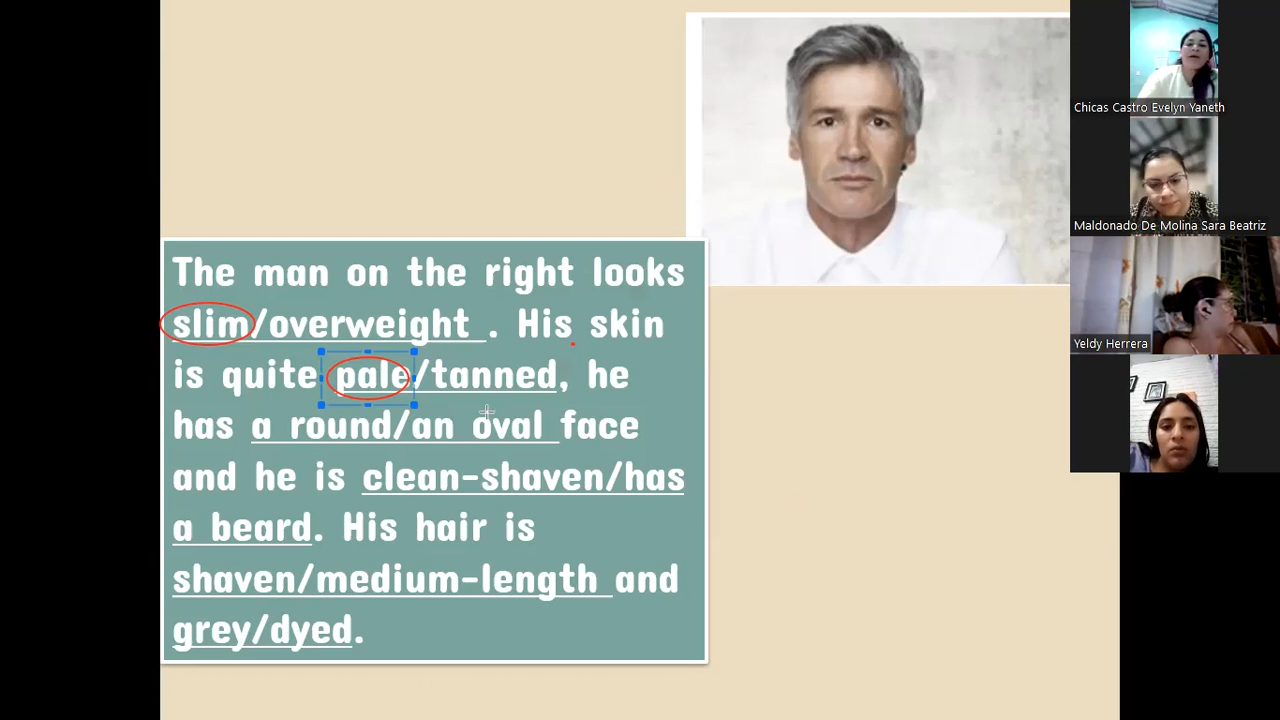 The man on the right looks
slim/overweight . His skin
is quite pale/tanned, he
has a round/an oval face
and he is clean-shaven/has
a beard. His hair is
shaven/medium-length and
grey/dyed.
Chicas Castro Evelyn Yaneth
Maldonado De Molina Sara Beatriz
Yeldy Herrera